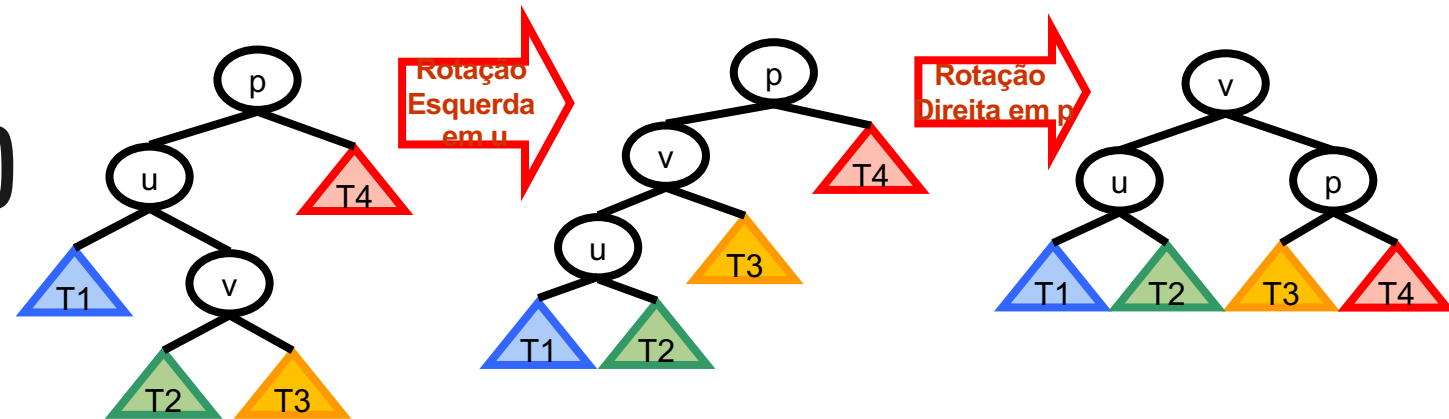 p
u
T4
T1
v
T2
T3
Rotação
Esquerda
em u
p
v
T4
u
T3
T1
T2
Rotação
Direita em p
v
u
p
T1
T2
T3
T4